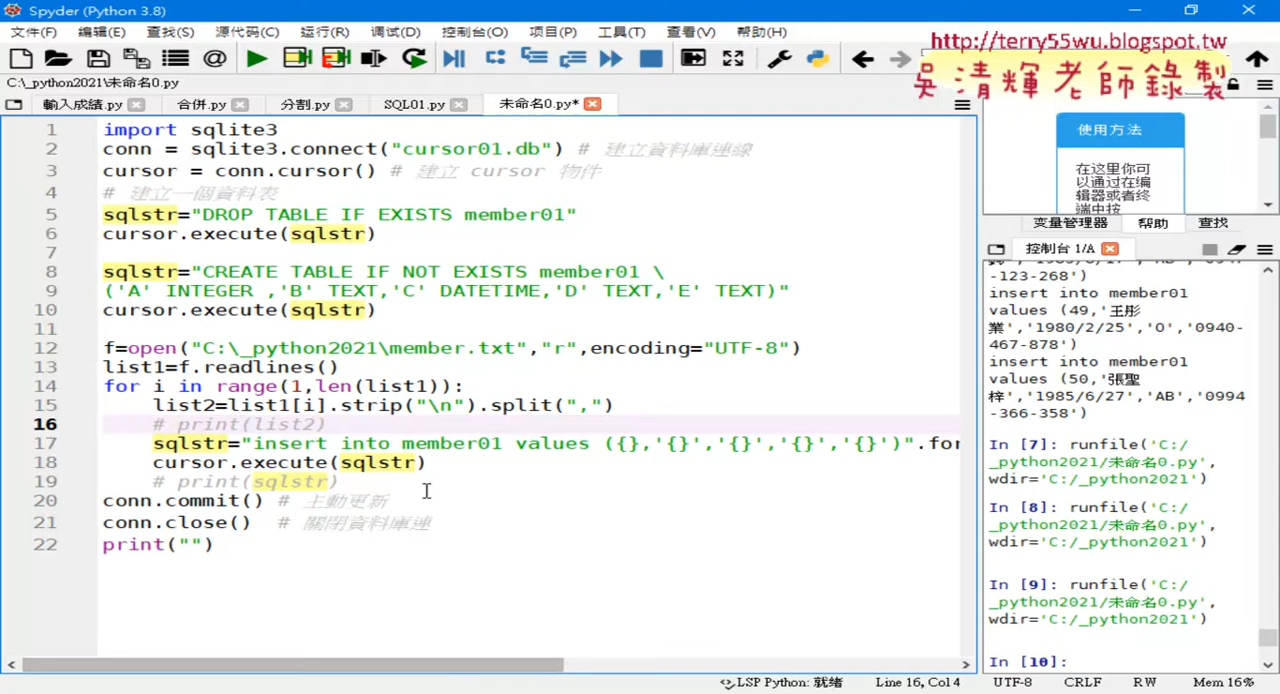 Spyder (Python 3.8)
文件(F) 编辑(E) 查找(S) 源代码(C) 运行(R) 调试(D) 控制台(O) 项目(P) 工具(T) 查看(V) 帮助(H)
http://terry55wu.blogspot.tw
吳清輝老師錄製
C:\_python2021\未命名0.py
輸入成績.py 合併.py 分割.py SQL01.py 未命名0.py*
1 import sqlite3
2 conn = sqlite3.connect("cursor01.db") # 建立資料庫連線
3 cursor = conn.cursor() # 建立 cursor 物件
4 # 建立一個資料表
5 sqlstr="DROP TABLE IF EXISTS member01"
6 cursor.execute(sqlstr)
7
8 sqlstr="CREATE TABLE IF NOT EXISTS member01 \
9 ('A' INTEGER ,'B' TEXT,'C' DATETIME,'D' TEXT,'E' TEXT)"
10 cursor.execute(sqlstr)
11
12 f=open("C:\_python2021\member.txt","r",encoding="UTF-8")
13 list1=f.readlines()
14 for i in range(1,len(list1)):
15 list2=list1[i].strip("\n").split(",")
16 # print(list2)
17 sqlstr="insert into member01 values ({},'{}','{}','{}','{}')".for
18 cursor.execute(sqlstr)
19 # print(sqlstr)
20 conn.commit() # 主動更新
21 conn.close() # 關閉資料庫連
22 print("")
使用方法
在这里你可
以通过在编
辑器或者终
端中按
变量管理器 帮助 查找
控制台 1/A
-123-268')
insert into member01
values (49,'王彤
業','1980/2/25','O','0940-
467-878')
insert into member01
values (50,'張聖
梓','1985/6/27','AB','0994
-366-358')
In [7]: runfile('C:/
_python2021/未命名0.py',
wdir='C:/_python2021')
In [8]: runfile('C:/
_python2021/未命名0.py',
wdir='C:/_python2021')
In [9]: runfile('C:/
_python2021/未命名0.py',
wdir='C:/_python2021')
In [10]:
LSP Python: 就绪 Line 16, Col 4 UTF-8 CRLF RW Mem 16%